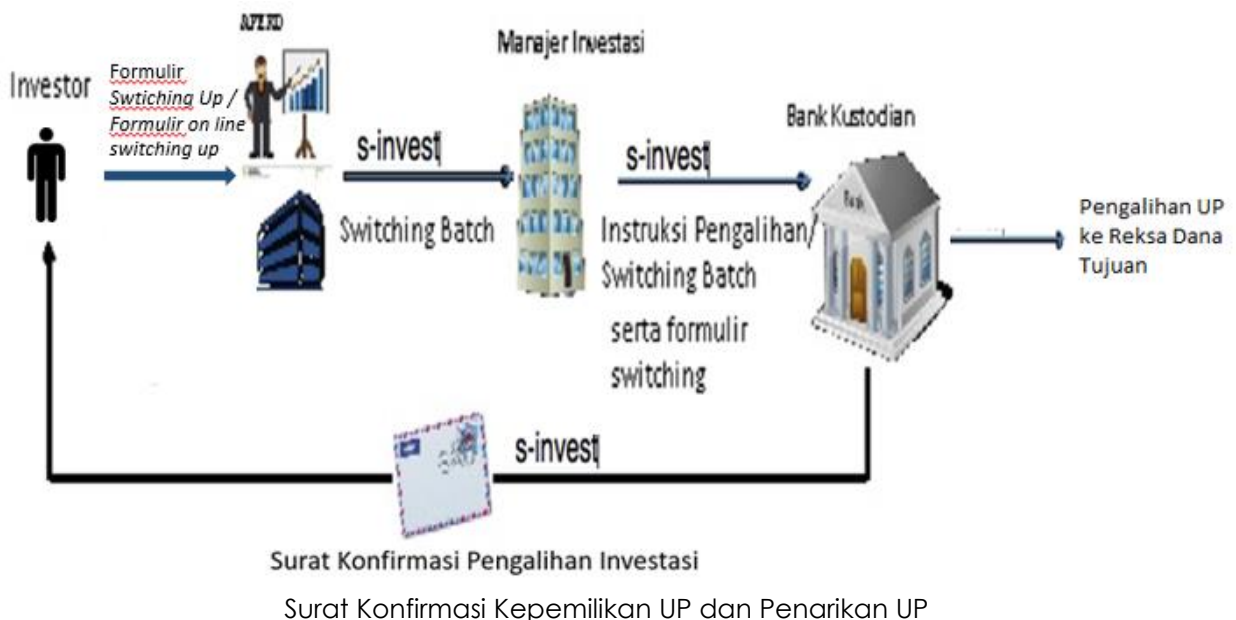 APERD
Manajer Investasi
Investor
Formulir
Swtiching Up /
Formulir on line
switching up
s-invest
Switching Batch
s-invest
Instruksi Pengalihan/
Switching Batch
serta formulir
switching
Bank Kustodian
Bank
Pengalihan UP
ke Reksa Dana
Tujuan
s-invest
Surat Konfirmasi Pengalihan Investasi
Surat Konfirmasi Kepemilikan UP dan Penarikan UP